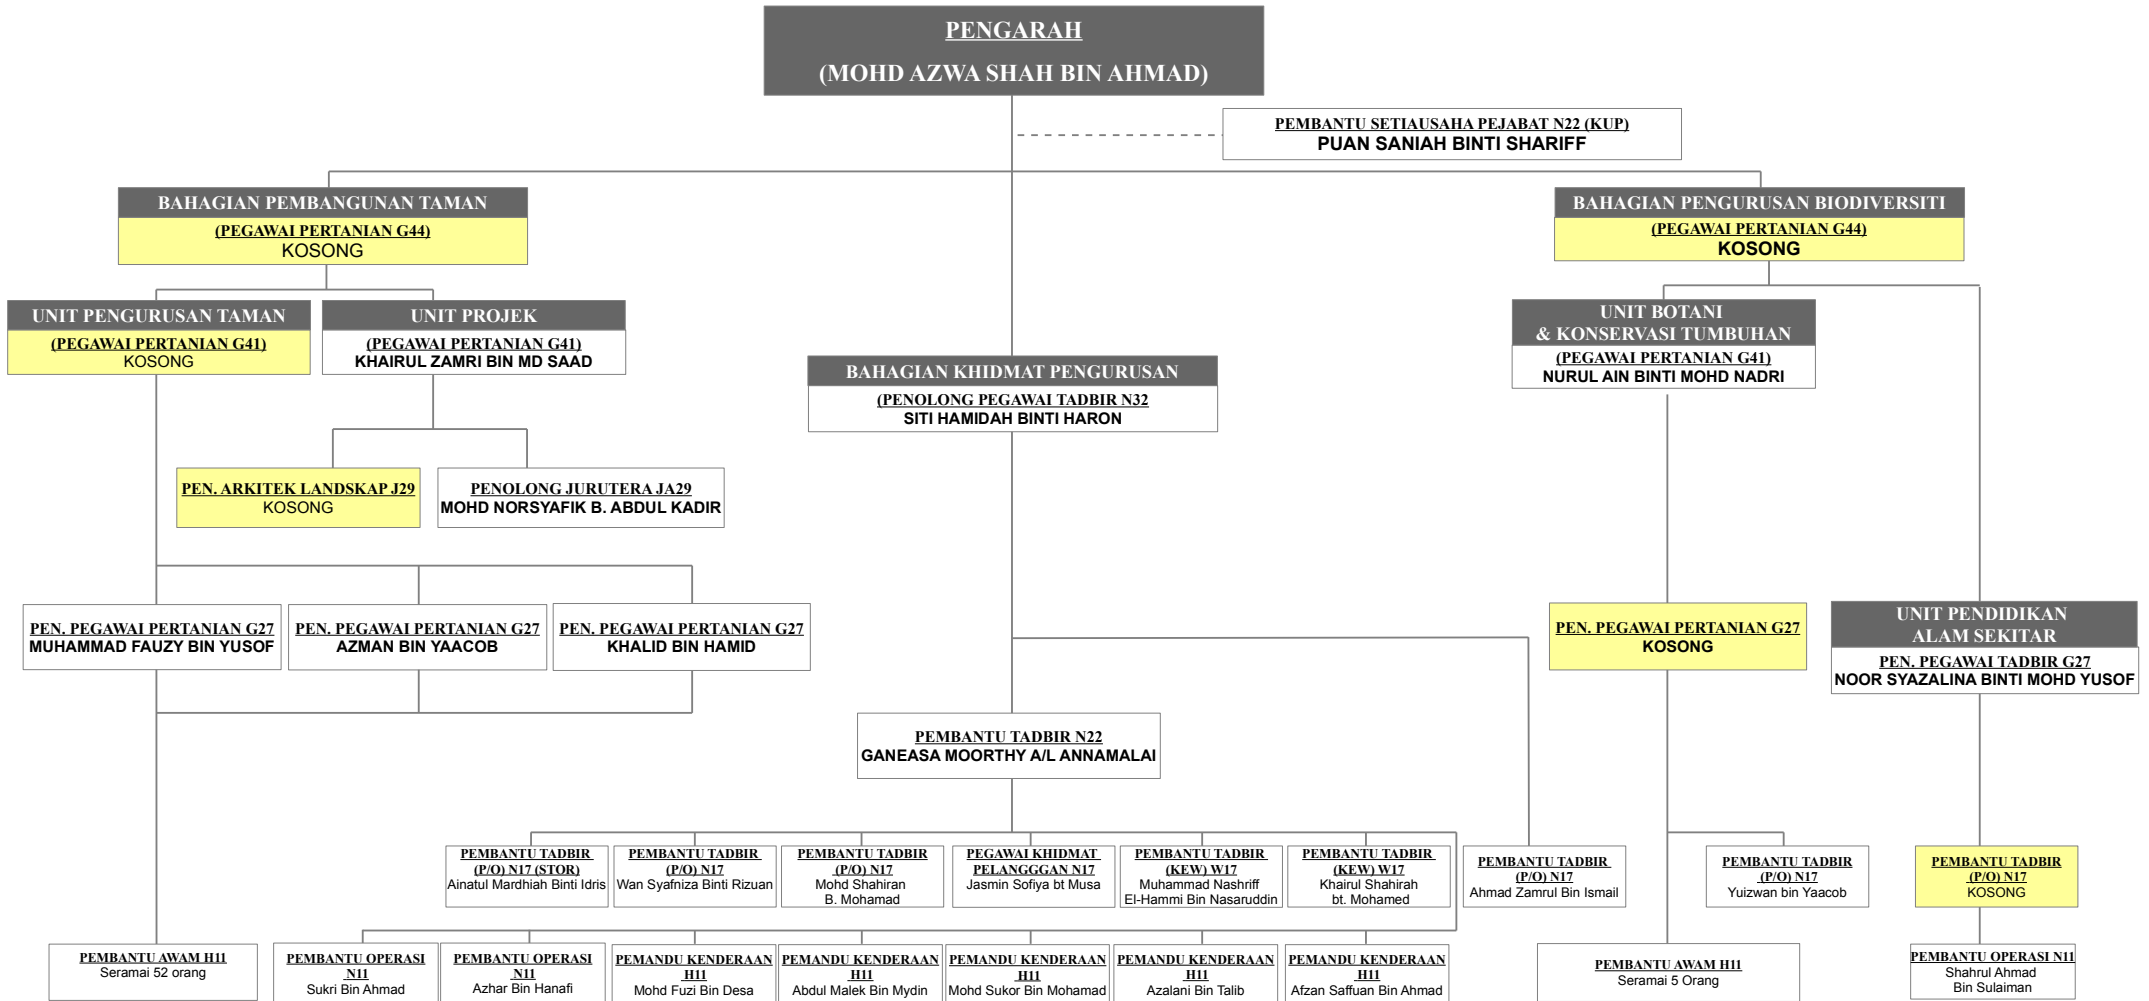 PENGARAH
(MOHD AZWA SHAH BIN AHMAD)
PEMBANTU SETIAUSAHA PEJABAT N22 (KUP)
PUAN SANIAH BINTI SHARIFF
BAHAGIAN PEMBANGUNAN TAMAN
(PEGAWAI PERTANIAN G44)
KOSONG
BAHAGIAN PENGURUSAN BIODIVERSITI
(PEGAWAI PERTANIAN G44)
KOSONG
UNIT PENGURUSAN TAMAN
(PEGAWAI PERTANIAN G41)
KOSONG
UNIT PROJEK
(PEGAWAI PERTANIAN G41)
KHAIRUL ZAMRI BIN MD SAAD
UNIT BOTANI
& KONSERVASI TUMBUHAN
(PEGAWAI PERTANIAN G41)
NURUL AIN BINTI MOHD NADRI
BAHAGIAN KHIDMAT PENGURUSAN
(PENOLONG PEGAWAI TADBIR N32
SITI HAMIDAH BINTI HARON
PEN. ARKITEK LANDSKAP J29
KOSONG
PENOLONG JURUTERA JA29
MOHD NORSYAFIK B. ABDUL KADIR
PEN. PEGAWAI PERTANIAN G27
MUHAMMAD FAUZY BIN YUSOF
PEN. PEGAWAI PERTANIAN G27
AZMAN BIN YAACOB
PEN. PEGAWAI PERTANIAN G27
KHALID BIN HAMID
PEN. PEGAWAI PERTANIAN G27
KOSONG
UNIT PENDIDIKAN
ALAM SEKITAR
PEN. PEGAWAI TADBIR G27
NOOR SYAZALINA BINTI MOHD YUSOF
PEMBANTU TADBIR N22
GANEASA MOORTHY A/L ANNAMALAI
PEMBANTU TADBIR
(P/O) N17 (STOR)
Ainatul Mardhiah Binti Idris
PEMBANTU TADBIR
(P/O) N17
Wan Syafniza Binti Rizuan
PEMBANTU TADBIR
(P/O) N17
Mohd Shahiran
B. Mohamad
PEGAWAI KHIDMAT
PELANGGGAN N17
Jasmin Sofiya bt Musa
PEMBANTU TADBIR
(KEW) W17
Muhammad Nashriff
El-Hammi Bin Nasaruddin
PEMBANTU TADBIR
(KEW) W17
Khairul Shahirah
bt. Mohamed
PEMBANTU TADBIR
(P/O) N17
Ahmad Zamrul Bin Ismail
PEMBANTU TADBIR
(P/O) N17
Yuizwan bin Yaacob
PEMBANTU TADBIR
(P/O) N17
KOSONG
PEMBANTU AWAM H11
Seramai 52 orang
PEMBANTU OPERASI
N11
Sukri Bin Ahmad
PEMBANTU OPERASI
N11
Azhar Bin Hanafi
PEMANDU KENDERAAN
H11
Mohd Fuzi Bin Desa
PEMANDU KENDERAAN
H11
Abdul Malek Bin Mydin
PEMANDU KENDERAAN
H11
Mohd Sukor Bin Mohamad
PEMANDU KENDERAAN
H11
Azalani Bin Talib
PEMANDU KENDERAAN
H11
Afzan Saffuan Bin Ahmad
PEMBANTU AWAM H11
Seramai 5 Orang
PEMBANTU OPERASI N11
Shahrul Ahmad
Bin Sulaiman